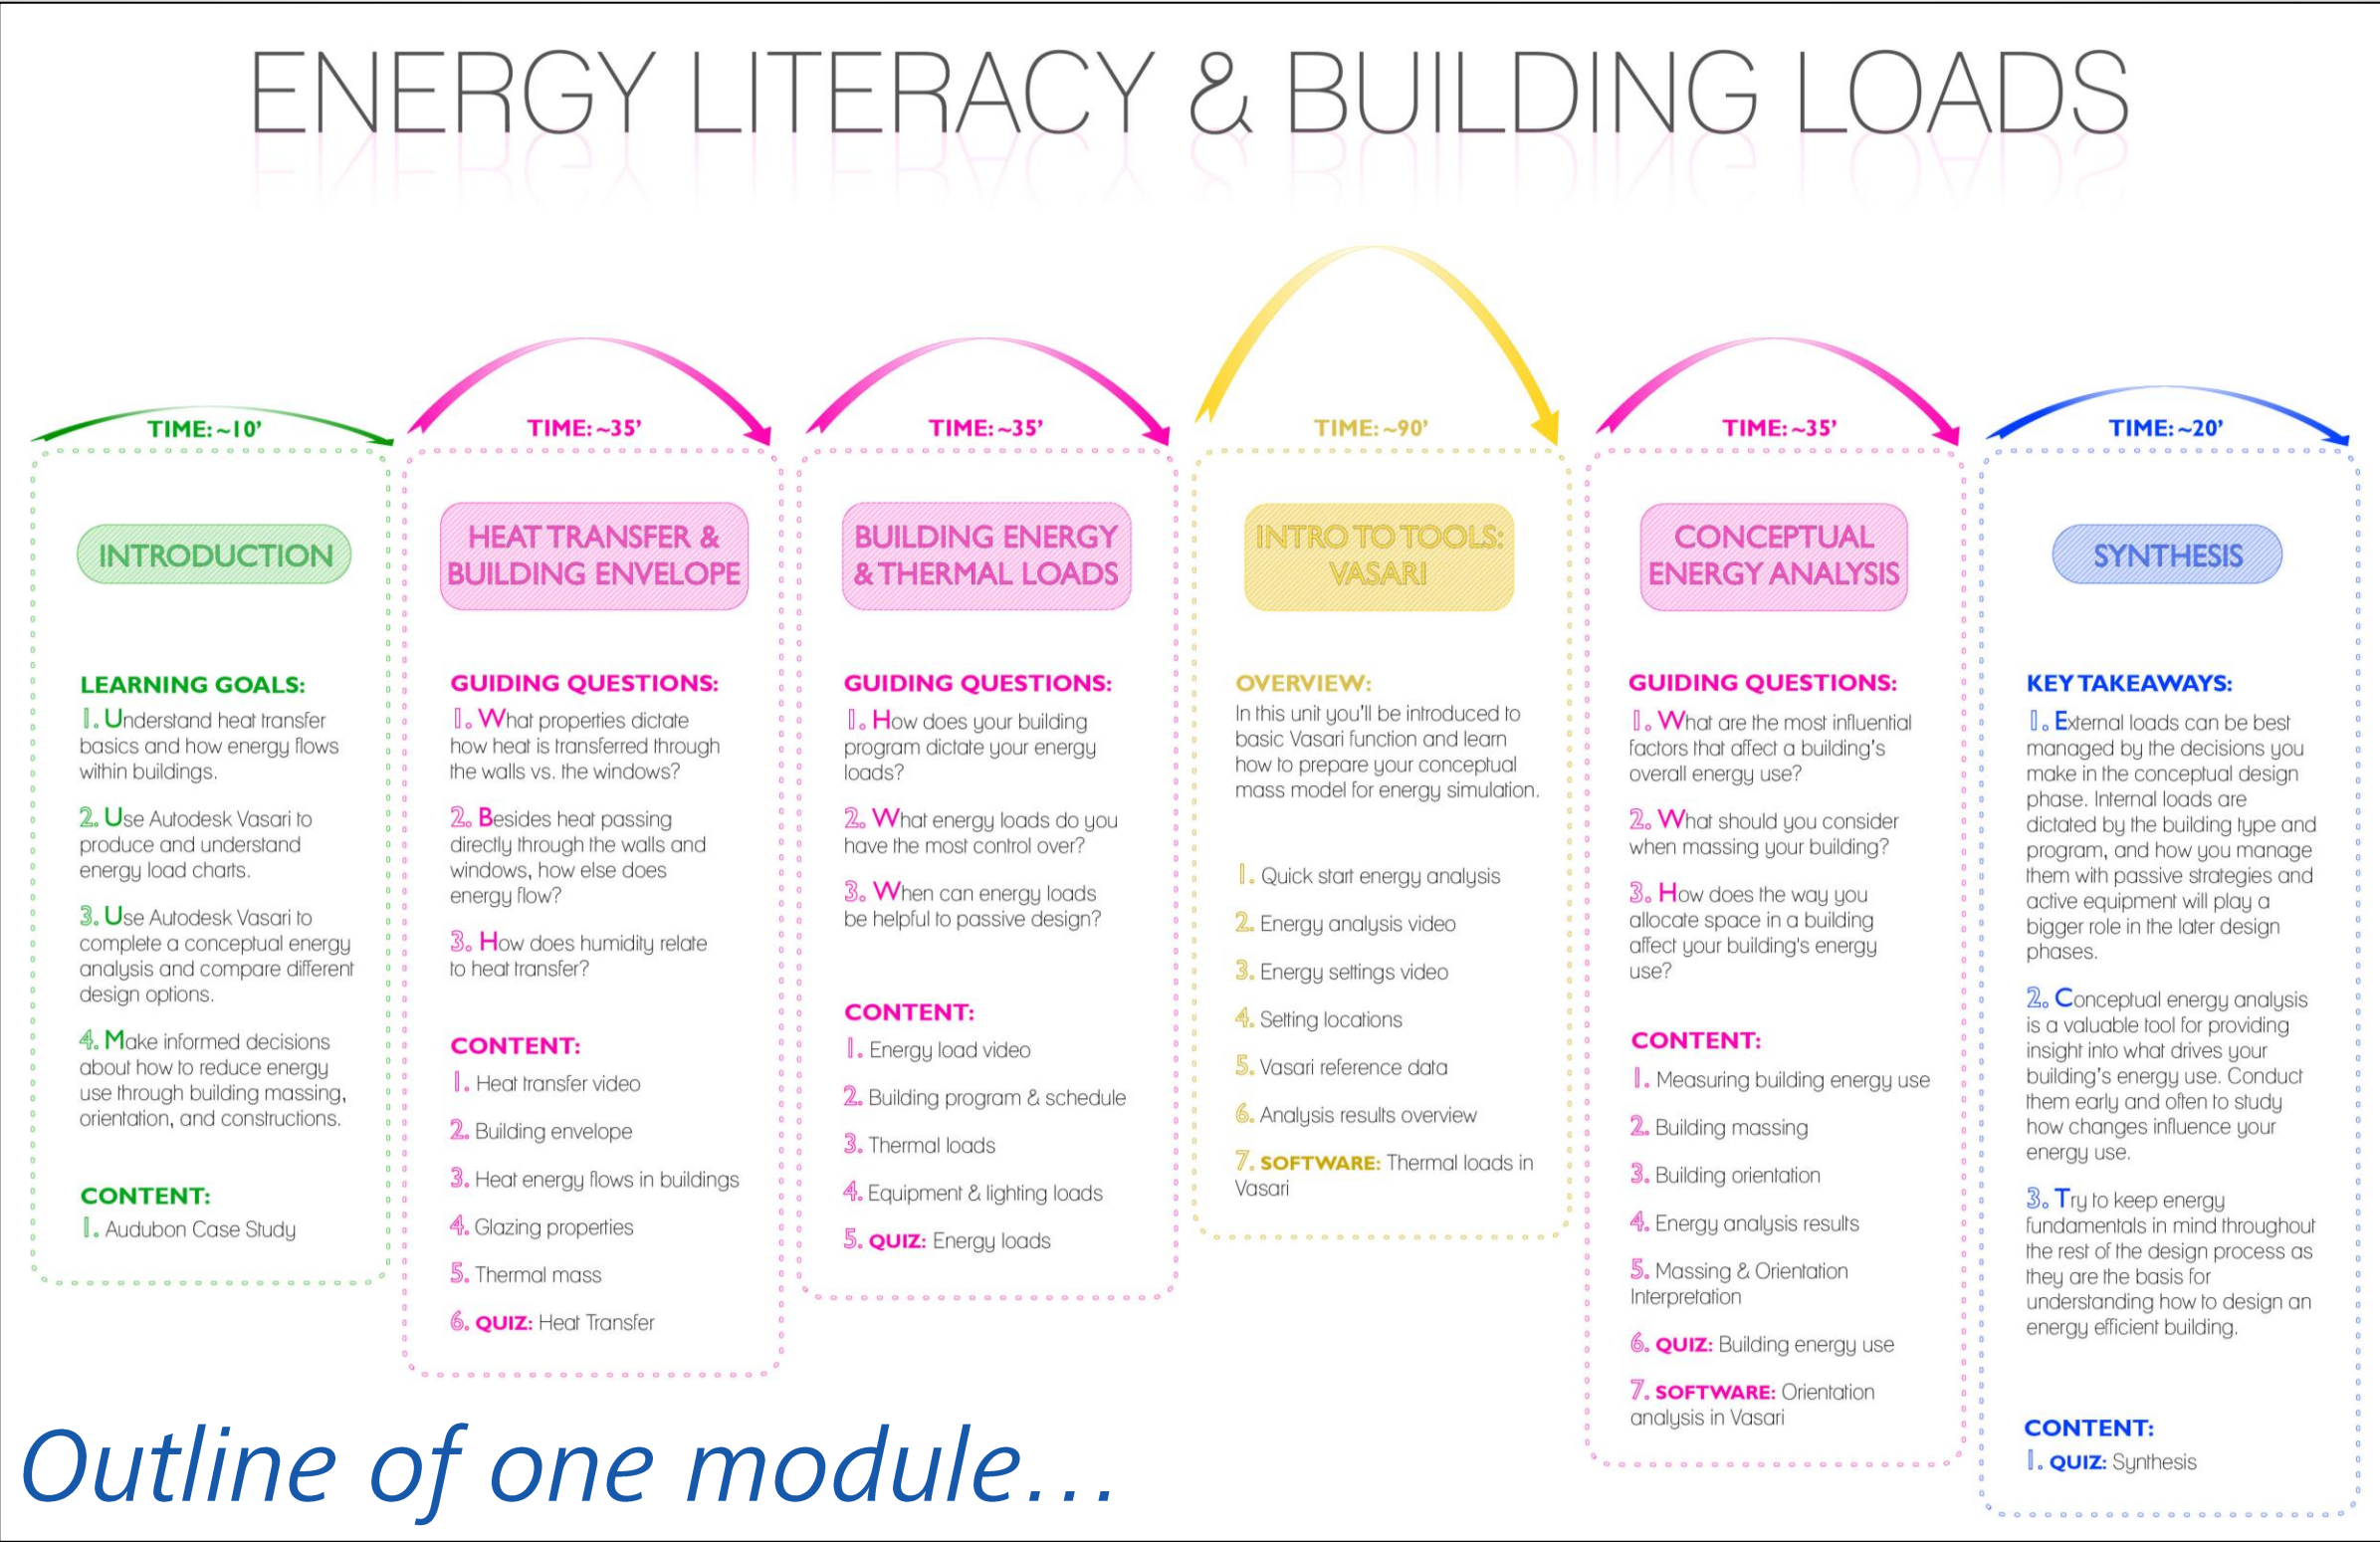 ENERGY LITERACY & BUILDING LOADS
TIME: ~10'
INTRODUCTION
LEARNING GOALS:
1. Understand heat transfer
basics and how energy flows
within buildings.
2. Use Autodesk Vasari to
produce and understand
energy load charts.
3. Use Autodesk Vasari to
complete a conceptual energy
analysis and compare different
design options.
4. Make informed decisions
about how to reduce energy
use through building massing,
orientation, and constructions.
CONTENT:
1. Audubon Case Study
TIME: ~35'
HEAT TRANSFER &
BUILDING ENVELOPE
GUIDING QUESTIONS:
1. What properties dictate
how heat is transferred through
the walls vs. the windows?
2. Besides heat passing
directly through the walls and
windows, how else does
energy flow?
3. How does humidity relate
to heat transfer?
CONTENT:
1. Heat transfer video
2. Building envelope
3. Heat energy flows in buildings
4. Glazing properties
5. Thermal mass
6. QUIZ: Heat Transfer
TIME: ~35'
BUILDING ENERGY
& THERMAL LOADS
GUIDING QUESTIONS:
1. How does your building
program dictate your energy
loads?
2. What energy loads do you
have the most control over?
3. When can energy loads
be helpful to passive design?
CONTENT:
1. Energy load video
2. Building program & schedule
3. Thermal loads
4. Equipment & lighting loads
5. QUIZ: Energy loads
TIME: ~90'
INTRO TO TOOLS:
VASARI
OVERVIEW:
In this unit you'll be introduced to
basic Vasari function and learn
how to prepare your conceptual
mass model for energy simulation.
1. Quick start energy analysis
2. Energy analysis video
3. Energy settings video
4. Setting locations
5. Vasari reference data
6. Analysis results overview
7. SOFTWARE: Thermal loads in
Vasari
TIME: ~35'
CONCEPTUAL
ENERGY ANALYSIS
GUIDING QUESTIONS:
1. What are the most influential
factors that affect a building's
overall energy use?
2. What should you consider
when massing your building?
3. How does the way you
allocate space in a building
affect your building's energy
use?
CONTENT:
1. Measuring building energy use
2. Building massing
3. Building orientation
4. Energy analysis results
5. Massing & Orientation
Interpretation
6. QUIZ: Building energy use
7. SOFTWARE: Orientation
analysis in Vasari
TIME: ~20'
SYNTHESIS
KEY TAKEAWAYS:
1. External loads can be best
managed by the decisions you
make in the conceptual design
phase. Internal loads are
dictated by the building type and
program, and how you manage
them with passive strategies and
active equipment will play a
bigger role in the later design
phases.
2. Conceptual energy analysis
is a valuable tool for providing
insight into what drives your
building's energy use. Conduct
them early and often to study
how changes influence your
energy use.
3. Try to keep energy
fundamentals in mind throughout
the rest of the design process as
they are the basis for
understanding how to design an
energy efficient building.
CONTENT:
1. QUIZ: Synthesis
Outline of one module...